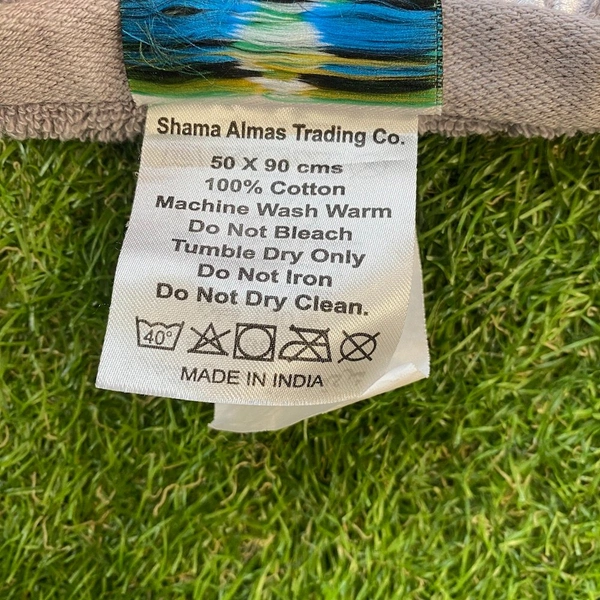 Shama Almas Trading Co.
50 X 90 cms
100% Cotton
Machine Wash Warm
Do Not Bleach
Tumble Dry Only
Do Not Iron
Do Not Dry Clean.
40°
MADE IN INDIA